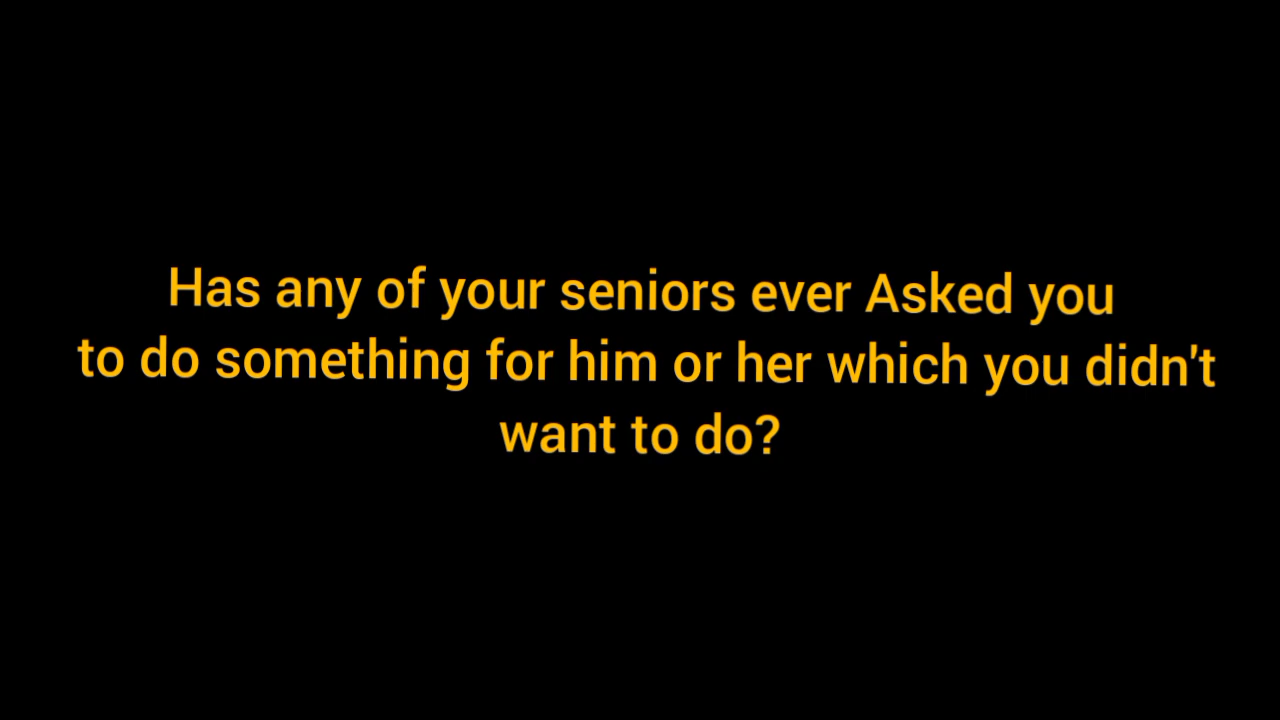 Has any of your seniors ever Asked you
to do something for him or her which you didn't
want to do?